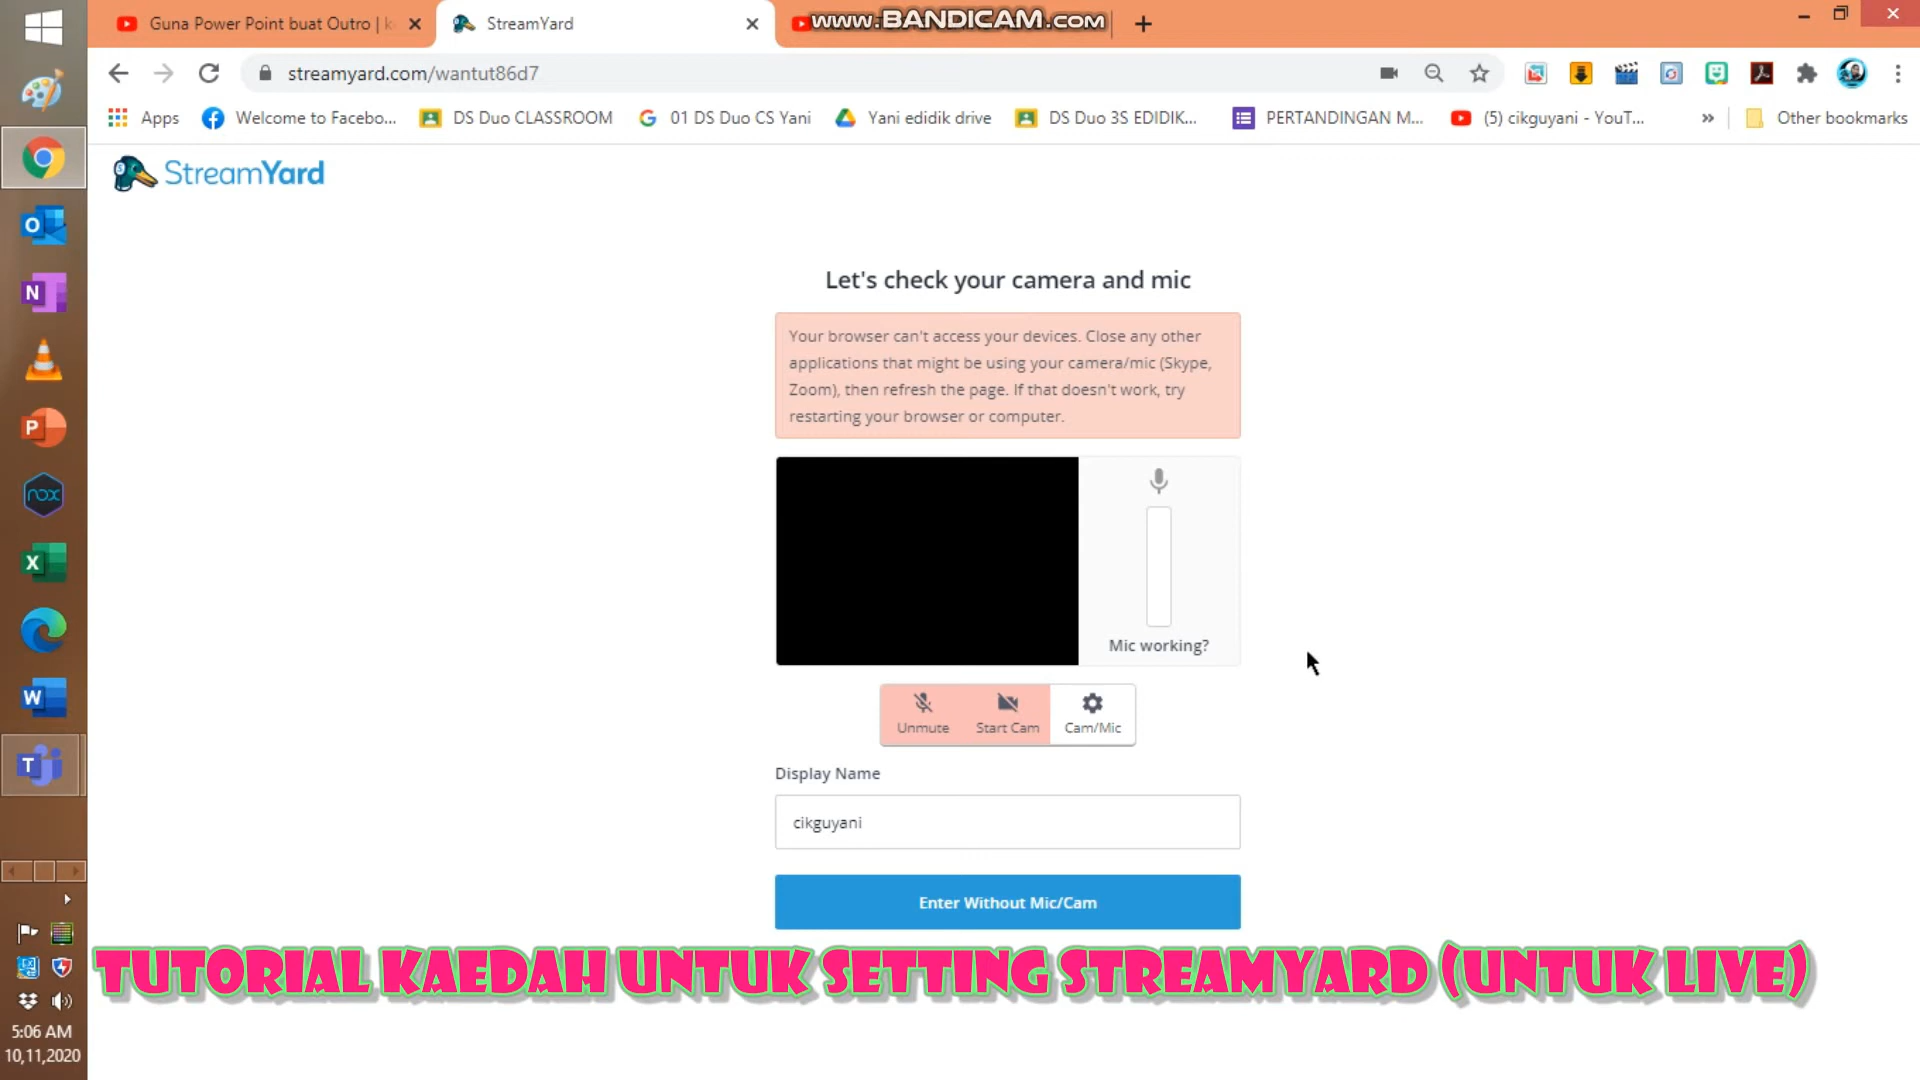 Guna Power Point buat Outro | k
StreamYard
www.BANDICAM.com
streamyard.com/wantut86d7
Apps
Welcome to Facebo...
DS Duo CLASSROOM
01 DS Duo CS Yani
Yani edidik drive
DS Duo 3S EDIDIK...
PERTANDINGAN M...
(5) cikguyani - YouT...
»
Other bookmarks
StreamYard
Let's check your camera and mic
Your browser can't access your devices. Close any other
applications that might be using your camera/mic (Skype,
Zoom), then refresh the page. If that doesn't work, try
restarting your browser or computer.
Mic working?
Unmute
Start Cam
Cam/Mic
Display Name
cikguyani
Enter Without Mic/Cam
TUTORIAL KAEDAH UNTUK SETTING STREAMYARD (UNTUK LIVE)
5:06 AM
10,11,2020